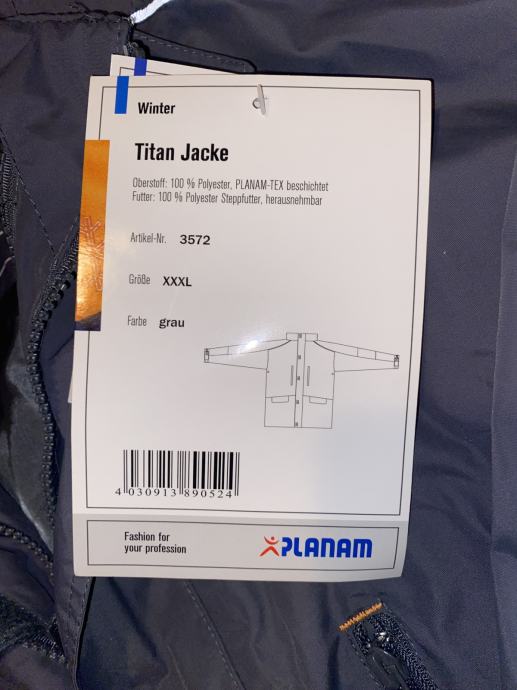 Winter
Titan Jacke
Oberstoff: 100 % Polyester, PLANAM-TEX beschichtet
Futter: 100 % Polyester Steppfutter, herausnehmbar
Artikel-Nr. 3572
Größe XXXL
Farbe grau
4 030913 890524
Fashion for
your profession
PLANAM